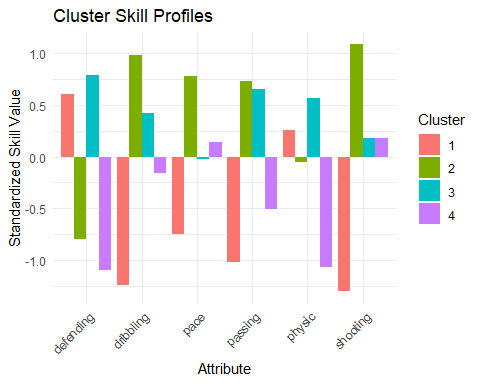 Cluster Skill Profiles
Standardized Skill Value
1.0
0.5
0.0
-0.5
-1.0
defending
dribbling
pace
passing
physic
shooting
Attribute
Cluster
1
2
3
4